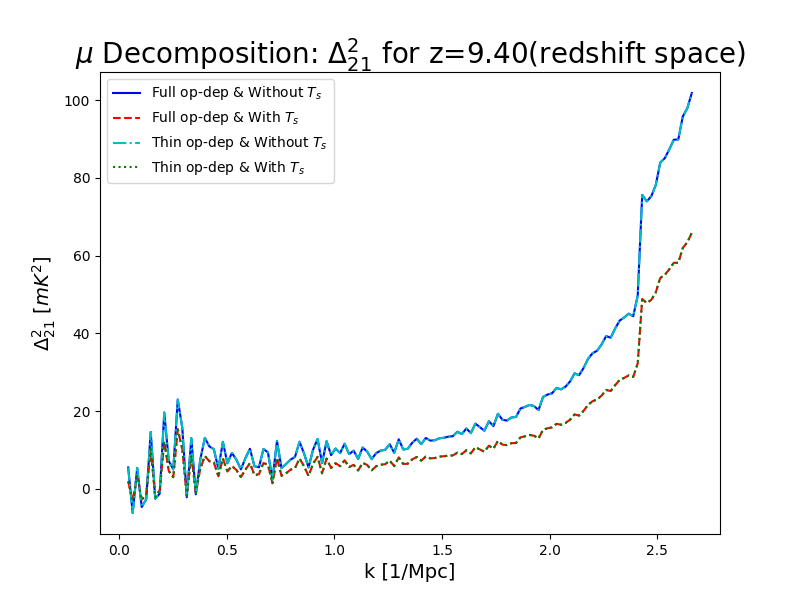 μ Decomposition: Δ²₂₁ for z=9.40(redshift space)
Full op-dep & Without Tₛ
Full op-dep & With Tₛ
Thin op-dep & Without Tₛ
Thin op-dep & With Tₛ
Δ²₂₁ [mK²]
100
80
60
40
20
0
0.0 0.5 1.0 1.5 2.0 2.5
k [1/Mpc]